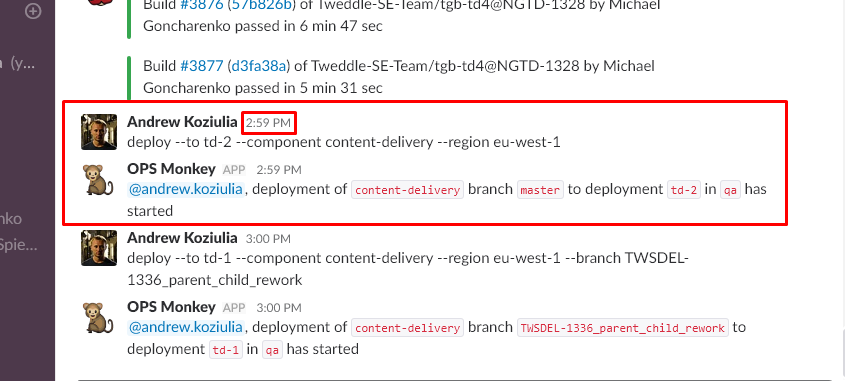 Build #3876 (57b826b) of Tweddle-SE-Team/tgb-td4@NGTD-1328 by Michael
Goncharenko passed in 6 min 47 sec
(y...
Build #3877 (d3fa38a) of Tweddle-SE-Team/tgb-td4@NGTD-1328 by Michael
Goncharenko passed in 5 min 31 sec
Andrew Koziulia 2:59 PM
deploy --to td-2 --component content-delivery --region eu-west-1
OPS Monkey APP 2:59 PM
@andrew.koziulia, deployment of content-delivery branch master to deployment td-2 in qa has
started
nko
Andrew Koziulia 3:00 PM
Spie...
deploy --to td-1 --component content-delivery --region eu-west-1 --branch TWSDEL-
1336_parent_child_rework
OPS Monkey APP 3:00 PM
@andrew.koziulia, deployment of content-delivery branch TWSDEL-1336_parent_child_rework to
deployment td-1 in qa has started